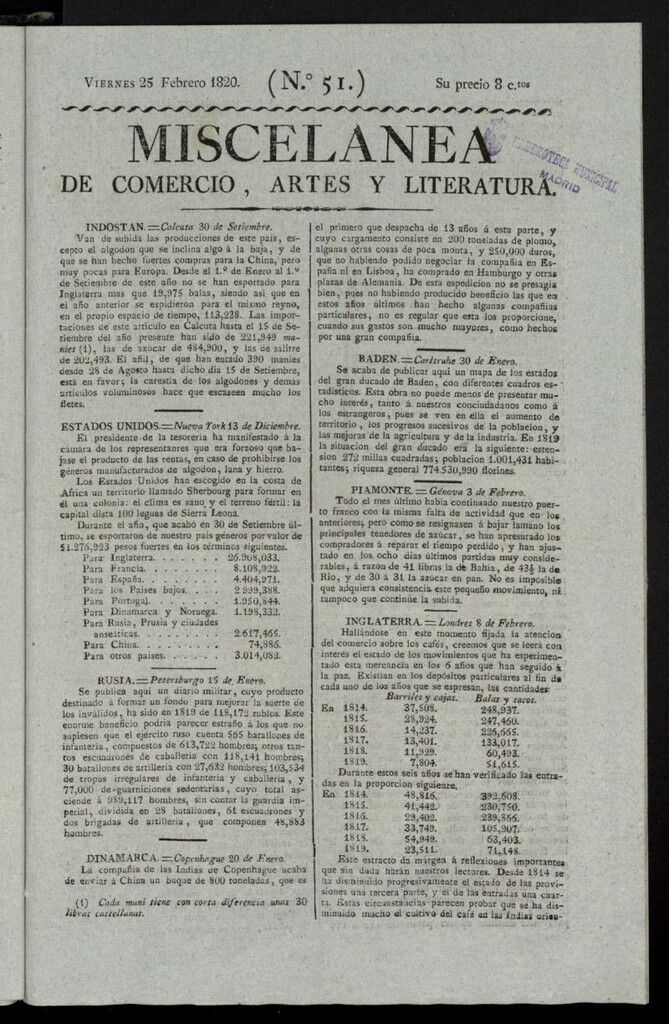 VIERNES 25 Febrero 1820.
(N.º 51.)
Su precio 8 c.tos
MISCELANEA
DE COMERCIO, ARTES Y LITERATURA.
HEMEROTECA MUNICIPAL
MADRID
INDOSTAN.=Calcuta 30 de Setiembre.
Van de subida las producciones de este pais, es-
cepto el algodon que se inclina algo á la baja, y de
que se han hecho fuertes compras para la China, pero
muy pocas para Europa. Desde el 1.º de Enero al 1.º
de Setiembre de este año no se han esportado para
Inglaterra mas que 19,975 balas, siendo asi que en
el año anterior se espidieron para el mismo reyno,
en el propio espacio de tiempo, 113,238. Las impor-
taciones de este artículo en Calcuta hasta el 15 de Se-
tiembre del año presente han sido de 221,949 ma-
nies (1), las de azúcar de 484,900, y las de salitre
de 202,493. El añil, de que han entado 390 manies
desde 28 de Agosto hasta dicho dia 15 de Setiembre,
está en favor; la carestía de los algodones y demas
artículos voluminosos hace que escaseen mucho los
fletes.
ESTADOS UNIDOS.=Nueva York 13 de Diciembre.
El presidente de la tesorería ha manifestado á la
cámara de los representantes que era forzoso que ba-
jase el producto de las rentas, en caso de prohibirse los
géneros manufacturados de algodon, lana y hierro.
Los Estados Unidos han escogido en la costa de
Africa un territorio llamado Sherbourg para formar en
él una colonia: el clima es sano y el terreno fértil: la
capital dista 100 leguas de Sierra Leona.
Durante el año, que acabó en 30 de Setiembre úl-
timo, se esportaron de nuestro pais géneros por valor de
51.275,923 pesos fuertes en los términos siguientes.
Para Inglaterra. . . . . . . 26.908,033.
Para Francia. . . . . . . . 8.108,922.
Para España. . . . . . . . 4.404,971.
Para los Paises bajos. . . . 2 999,388.
Para Portugal. . . . . . . 1.950,844.
Para Dinamarca y Noruega. 1.198,332.
Para Rusia, Prusia y ciudades
anseáticas. . . . . . . . . 2.617,465.
Para China. . . . . . . . . 74,886.
Para otros paises. . . . . . 3.014,082.
RUSIA.=Petersburgo 15 de Enero.
Se publica aqui un diario militar, cuyo producto
destinado á formar un fondo para mejorar la suerte de
los inválidos, ha sido en 1819 de 118,172 rublos. Este
enorme beneficio podria parecer estraño á los que no
supiesen que el ejército ruso cuenta 565 batallones de
infantería, compuestos de 613,722 hombres; otros tan-
tos escuadrones de caballería con 118,141 hombres;
30 batallones de artillería con 27,632 hombres; 103,534
de tropas irregulares de infantería y caballería, y
77,000 de guarniciones sedentarias, cuyo total as-
ciende á 989,117 hombres, sin contar la guardia im-
perial, dividida en 28 batallones, 61 escuadrones y
dos brigadas de artillería, que componen 48,883
hombres.
DINAMARCA.=Copenhague 20 de Enero.
La compañía de las Indias de Copenhague acaba
de enviar á China un buque de 800 toneladas, que es
(1) Cada maní tiene con corta diferencia unas 30
libras castellanas.
el primero que despacha de 13 años á esta parte, y
cuyo cargamento consiste en 200 toneladas de plomo,
algunas otras cosas de poca monta, y 250,000 duros,
que no habiendo podido negociar la compañía en Es-
paña ni en Lisboa, ha comprado en Hamburgo y otras
plazas de Alemania. De esta espedicion no se presagia
bien, pues no habiendo producido beneficio las que en
estos años últimos han hecho algunas compañías
particulares, no es regular que esta los proporcione,
cuando sus gastos son mucho mayores, como hechos
por una gran compañía.
BADEN.=Carlsruhe 30 de Enero.
Se acaba de publicar aqui un mapa de los estados
del gran ducado de Baden, con diferentes cuadros es-
tadísticos. Esta obra no puede menos de presentar mu-
cho interés, tanto á nuestros conciudadanos como á
los estrangeros, pues se ven en ella el aumento de
territorio, los progresos sucesivos de la poblacion, y
las mejoras de la agricultura y de la industria. En 1819
la situacion del gran ducado era la siguiente: esten-
sion 272 millas cuadradas; poblacion 1.001,431 habi-
tantes; riqueza general 774.530,990 florines.
PIAMONTE.=Génova 3 de Febrero.
Todo el mes último habia continuado nuestro puer-
to franco con la misma falta de actividad que en los
anteriores; pero como se resignasen á bajar la mano los
principales tenedores de azúcar, se han apresurado los
compradores á reparar el tiempo perdido, y han ajus-
tado en los ocho dias últimos partidas muy conside-
rables, á razon de 41 libras la de Bahia, de 43½ la de
Rio, y de 30 á 31 la azúcar en pan. No es imposible
que adquiera consistencia este pequeño movimiento, ni
tampoco que continúe la subida.
INGLATERRA.=Londres 8 de Febrero.
Hallándose en este momento fijada la atencion
del comercio sobre los cafés, creemos que se leerá con
interés el estado de los movimientos que ha esperimen-
tado esta mercancía en los 6 años que han seguido á
la paz. Existian en los depósitos particulares al fin de
cada uno de los años que se espresan, las cantidades:
Barriles y cajas. Balas y sacos.
En 1814. 37,508. 248,937.
1815. 28,924. 247,460.
1816. 14,237. 226,665.
1817. 13,401. 133,017.
1818. 11,929. 60,493.
1819. 7,804. 51,615.
Durante estos seis años se han verificado las entra-
das en la proporcion siguiente.
En 1814. 48,816. 392,608.
1815. 41,442. 230,750.
1816. 29,402. 239,856.
1817. 33,749. 105,907.
1818. 54,949. 63,403.
1819. 23,511. 71,148.
Este estracto da márgen á reflexiones importantes
que sin duda harán nuestros lectores. Desde 1814 se
ha disminuido progresivamente el estado de las provi-
siones una tercera parte, y el de las entradas una cuar-
ta. Estas circunstancias parecen probar que se ha dis-
minuido mucho el cultivo del café en las Indias orien-